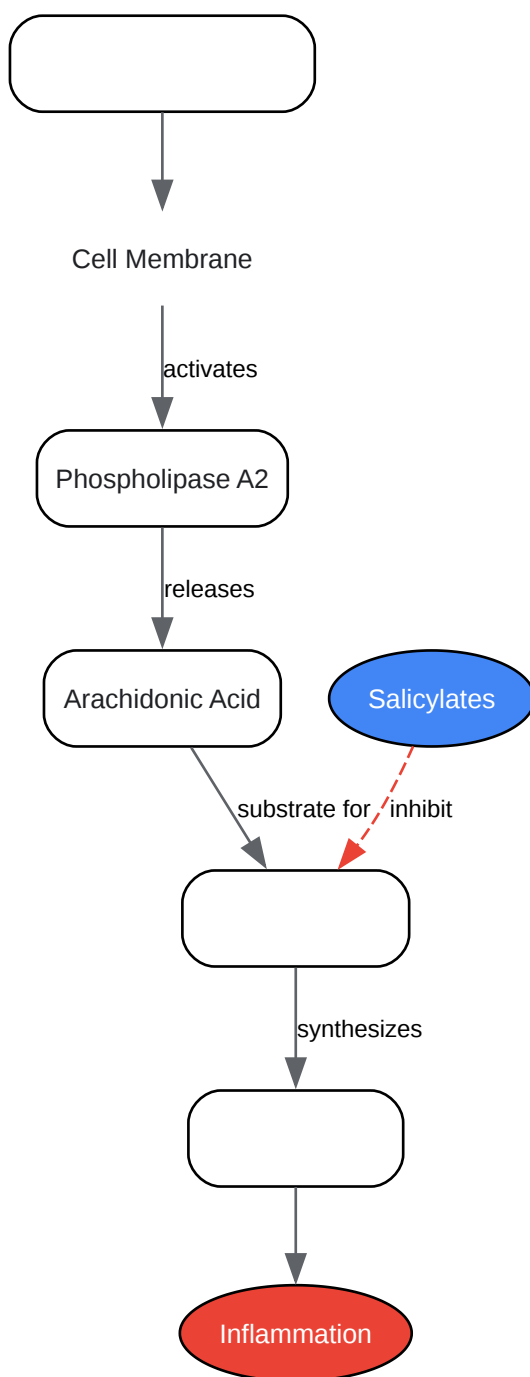 Cell Membrane
activates
Phospholipase A2
releases
Arachidonic Acid
Salicylates
substrate for
inhibit
synthesizes
Inflammation